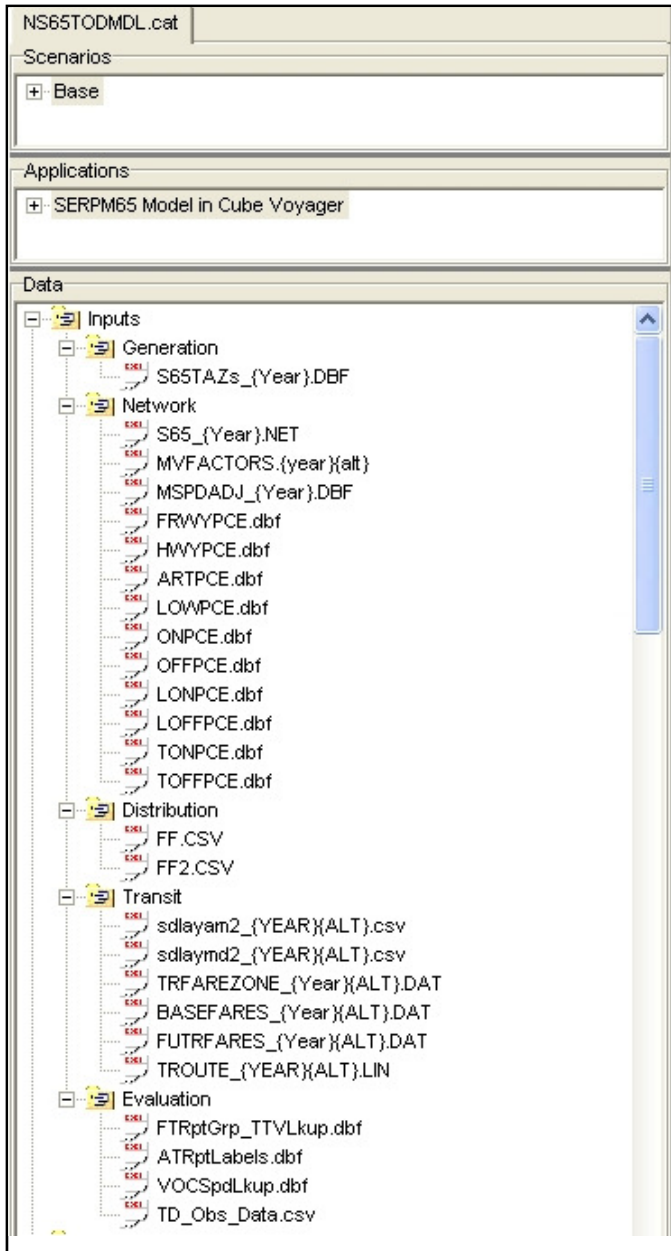 NS65TODMDL.cat
Scenarios
Base
Applications
SERPM65 Model in Cube Voyager
Data
Inputs
Generation
S65TAZs_{Year}.DBF
Network
S65_{Year}.NET
MVFACTORS.{year}{alt}
MSPDADJ_{Year}.DBF
FRWYPCE.dbf
HWYPCE.dbf
ARTPCE.dbf
LOWPCE.dbf
ONPCE.dbf
OFFPCE.dbf
LONPCE.dbf
LOFFPCE.dbf
TONPCE.dbf
TOFFPCE.dbf
Distribution
FF.CSV
FF2.CSV
Transit
sdlayam2_{YEAR}{ALT}.csv
sdlaymd2_{YEAR}{ALT}.csv
TRFAREZONE_{Year}{ALT}.DAT
BASEFARES_{Year}{ALT}.DAT
FUTRFARES_{Year}{ALT}.DAT
TROUTE_{YEAR}{ALT}.LIN
Evaluation
FTRptGrp_TTVLkup.dbf
ATRptLabels.dbf
VOCSpdLkup.dbf
TD_Obs_Data.csv